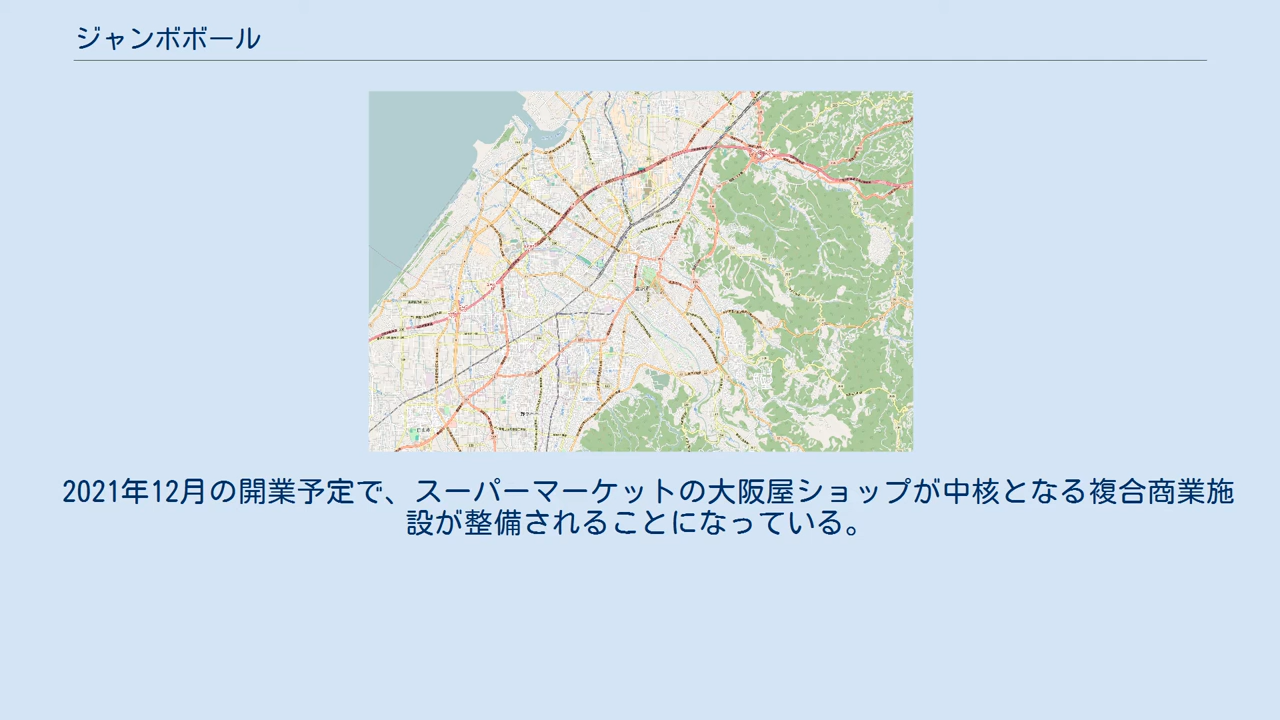 ジャンボボール
2021年12月の開業予定で、スーパーマーケットの大阪屋ショップが中核となる複合商業施
設が整備されることになっている。